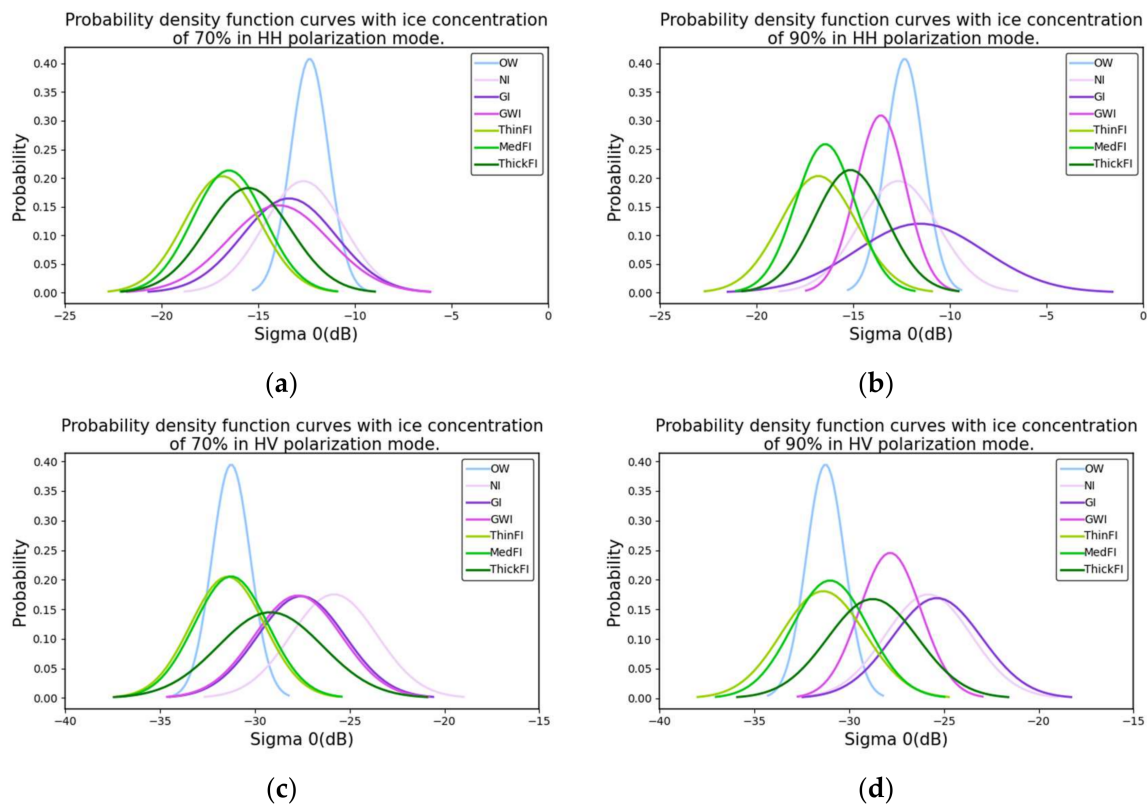 Probability density function curves with ice concentration
of 70% in HH polarization mode.
0.40
0.35
0.30
0.25
0.20
0.15
0.10
0.05
0.00
Probability
OW
NI
GI
GWI
ThinFI
MedFI
ThickFI
−25 −20 −15 −10 −5 0
Sigma 0(dB)
(a)
Probability density function curves with ice concentration
of 90% in HH polarization mode.
0.40
0.35
0.30
0.25
0.20
0.15
0.10
0.05
0.00
Probability
OW
NI
GI
GWI
ThinFI
MedFI
ThickFI
−25 −20 −15 −10 −5 0
Sigma 0(dB)
(b)
Probability density function curves with ice concentration
of 70% in HV polarization mode.
0.40
0.35
0.30
0.25
0.20
0.15
0.10
0.05
0.00
Probability
OW
NI
GI
GWI
ThinFI
MedFI
ThickFI
−40 −35 −30 −25 −20 −15
Sigma 0(dB)
(c)
Probability density function curves with ice concentration
of 90% in HV polarization mode.
0.40
0.35
0.30
0.25
0.20
0.15
0.10
0.05
0.00
Probability
OW
NI
GI
GWI
ThinFI
MedFI
ThickFI
−40 −35 −30 −25 −20 −15
Sigma 0(dB)
(d)